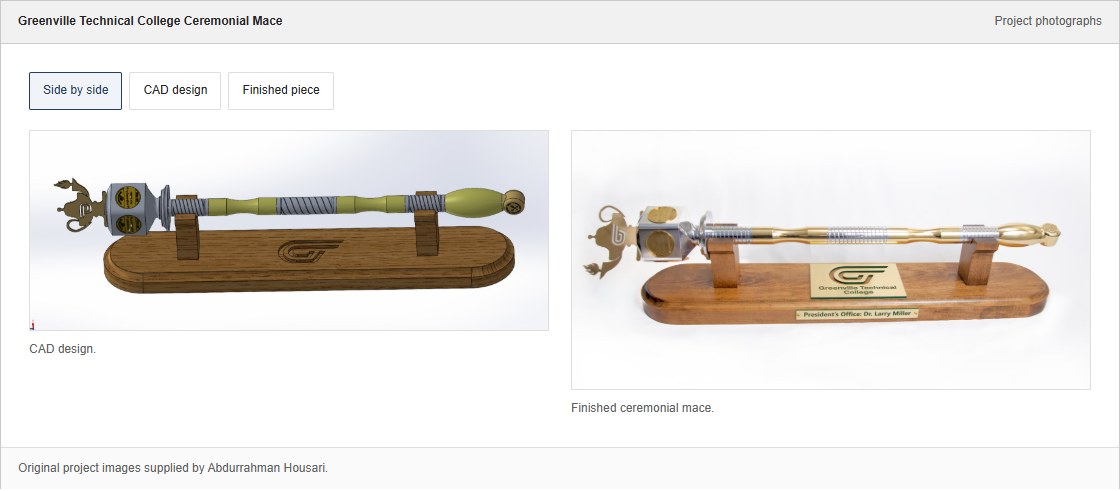 Greenville Technical College Ceremonial Mace
Project photographs
Side by side
CAD design
Finished piece
Greenville Technical
College
President's Office: Dr. Larry Miller
CAD design.
Finished ceremonial mace.
Original project images supplied by Abdurrahman Housari.